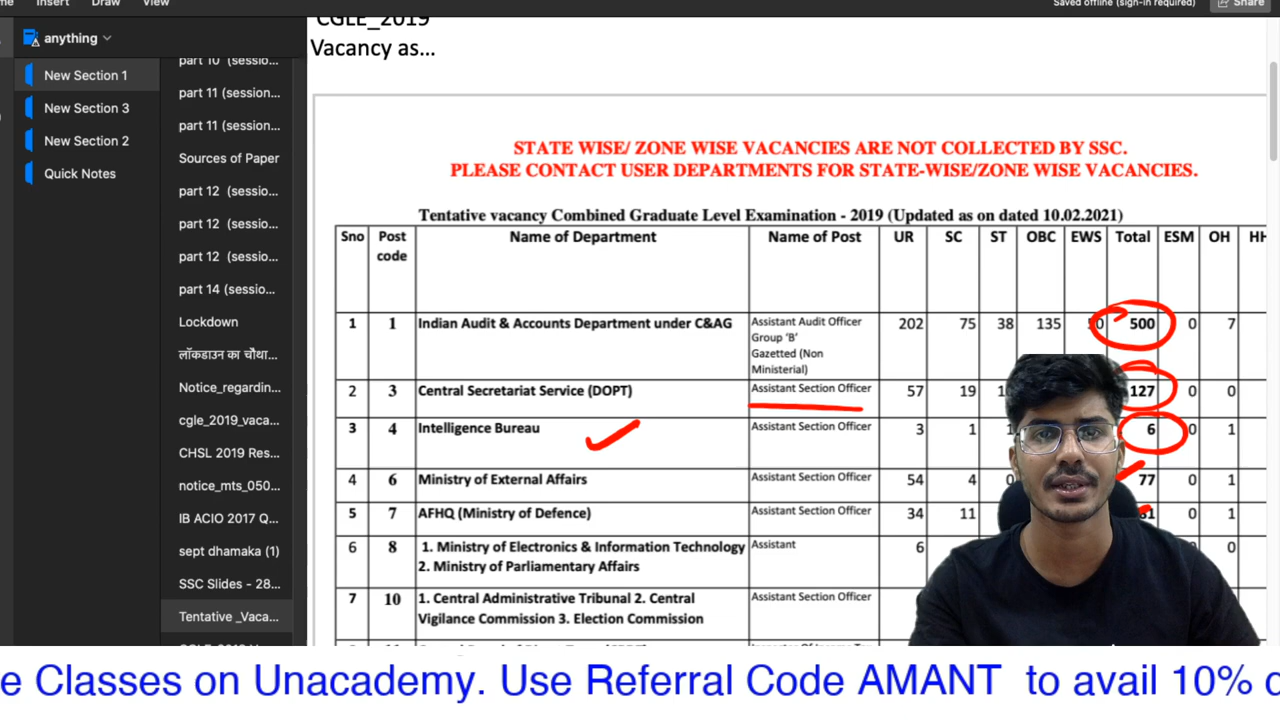 Insert Draw View
Saved offline (sign-in required) Share
anything
New Section 1
New Section 3
New Section 2
Quick Notes
part 10 (sessio...
part 11 (session...
part 11 (session...
Sources of Paper
part 12 (sessio...
part 12 (sessio...
part 12 (sessio...
part 14 (sessio...
Lockdown
लॉकडाउन का चौथा...
Notice_regardin...
cgle_2019_vaca...
CHSL 2019 Res...
notice_mts_050...
IB ACIO 2017 Q...
sept dhamaka (1)
SSC Slides - 28...
Tentative _Vaca...
CGLE_2019
Vacancy as...
STATE WISE/ ZONE WISE VACANCIES ARE NOT COLLECTED BY SSC.
PLEASE CONTACT USER DEPARTMENTS FOR STATE-WISE/ZONE WISE VACANCIES.
Tentative vacancy Combined Graduate Level Examination - 2019 (Updated as on dated 10.02.2021)
Sno Post code Name of Department Name of Post UR SC ST OBC EWS Total ESM OH HH
1 1 Indian Audit & Accounts Department under C&AG Assistant Audit Officer 202 75 38 135 500 0 7
Group ‘B’
Gazetted (Non
Ministerial)
2 3 Central Secretariat Service (DOPT) Assistant Section Officer 57 19 127 0 0
3 4 Intelligence Bureau Assistant Section Officer 3 1 6 0 1
4 6 Ministry of External Affairs Assistant Section Officer 54 4 0 77 0 1
5 7 AFHQ (Ministry of Defence) Assistant Section Officer 34 11 0 1
6 8 1. Ministry of Electronics & Information Technology Assistant 6 0
2. Ministry of Parliamentary Affairs
7 10 1. Central Administrative Tribunal 2. Central Assistant Section Officer
Vigilance Commission 3. Election Commission
e Classes on Unacademy. Use Referral Code AMANT to avail 10%